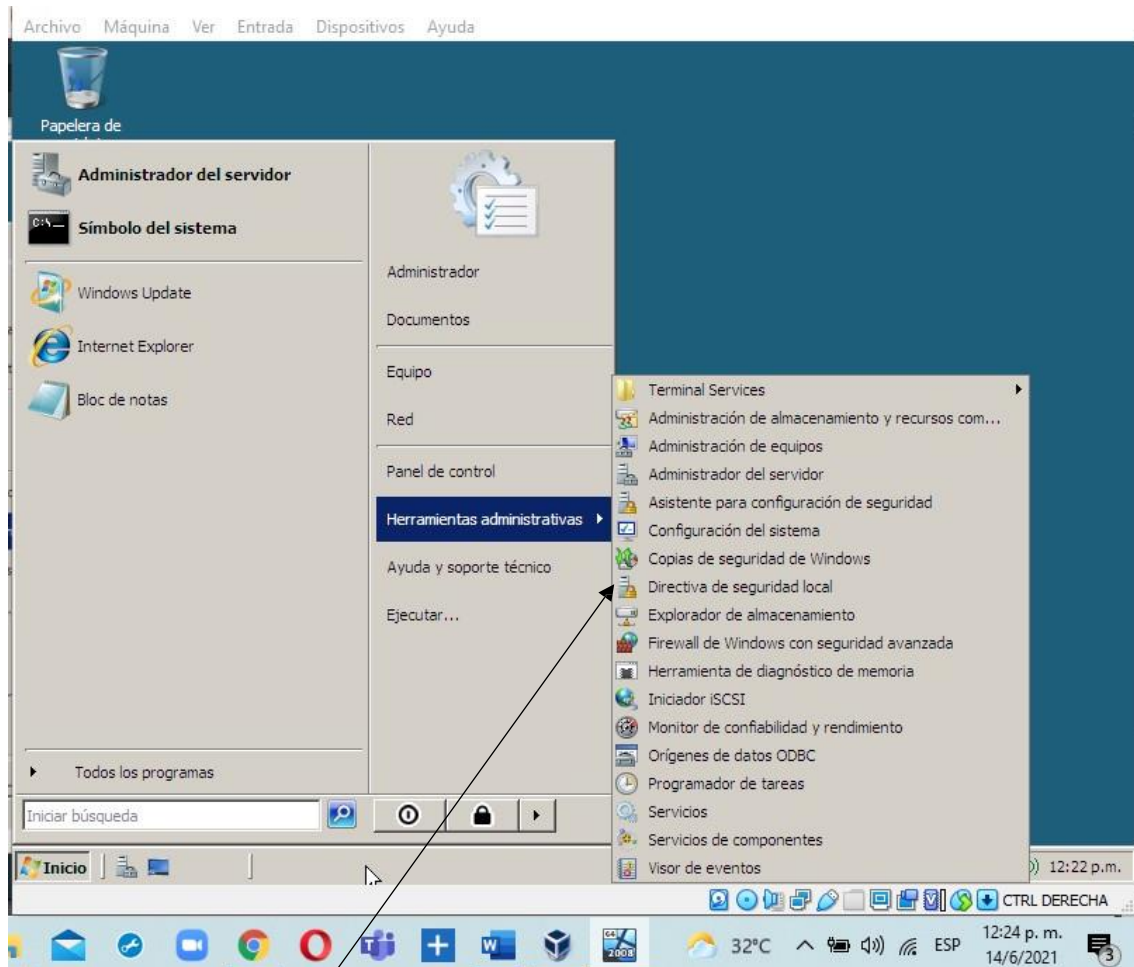 Archivo Máquina Ver Entrada Dispositivos Ayuda
Papelera de
Administrador del servidor
Símbolo del sistema
Windows Update
Internet Explorer
Bloc de notas
Todos los programas
Iniciar búsqueda
Administrador
Documentos
Equipo
Red
Panel de control
Herramientas administrativas
Ayuda y soporte técnico
Ejecutar...
Terminal Services
Administración de almacenamiento y recursos com...
Administración de equipos
Administrador del servidor
Asistente para configuración de seguridad
Configuración del sistema
Copias de seguridad de Windows
Directiva de seguridad local
Explorador de almacenamiento
Firewall de Windows con seguridad avanzada
Herramienta de diagnóstico de memoria
Iniciador iSCSI
Monitor de confiabilidad y rendimiento
Orígenes de datos ODBC
Programador de tareas
Servicios
Servicios de componentes
Visor de eventos
Inicio
12:22 p.m.
CTRL DERECHA
64
2008
32°C
ESP
12:24 p. m.
14/6/2021
3